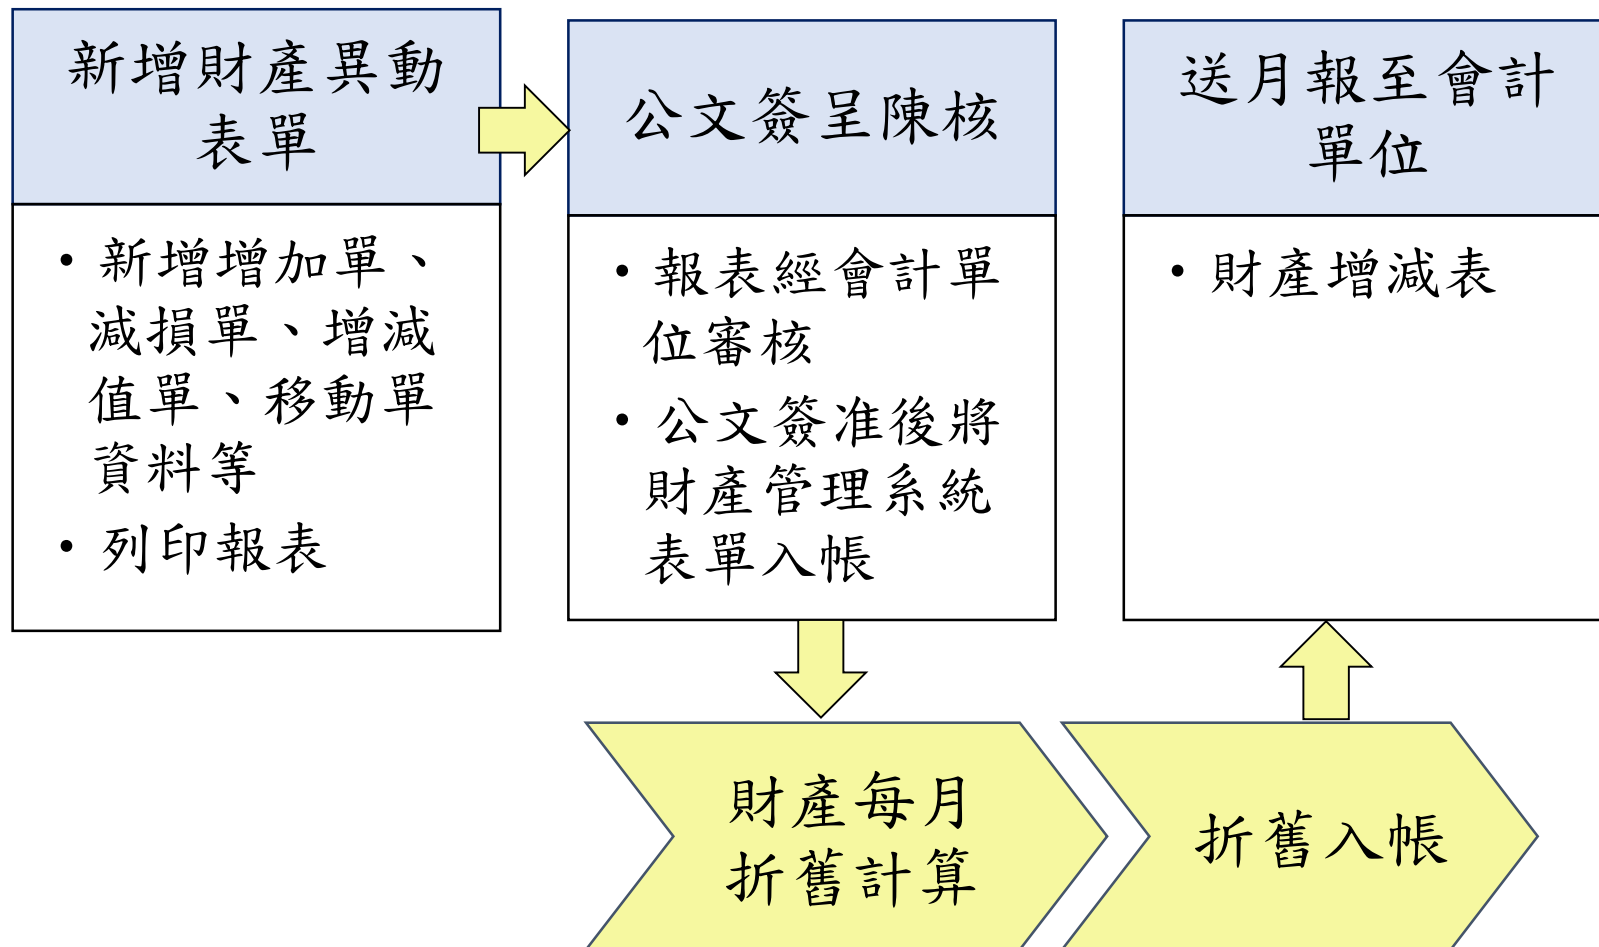 新增財產異動
表單
• 新增增加單、
減損單、增減
值單、移動單
資料等
• 列印報表
公文簽呈陳核
• 報表經會計單
位審核
• 公文簽准後將
財產管理系統
表單入帳
送月報至會計
單位
• 財產增減表
財產每月
折舊計算
折舊入帳